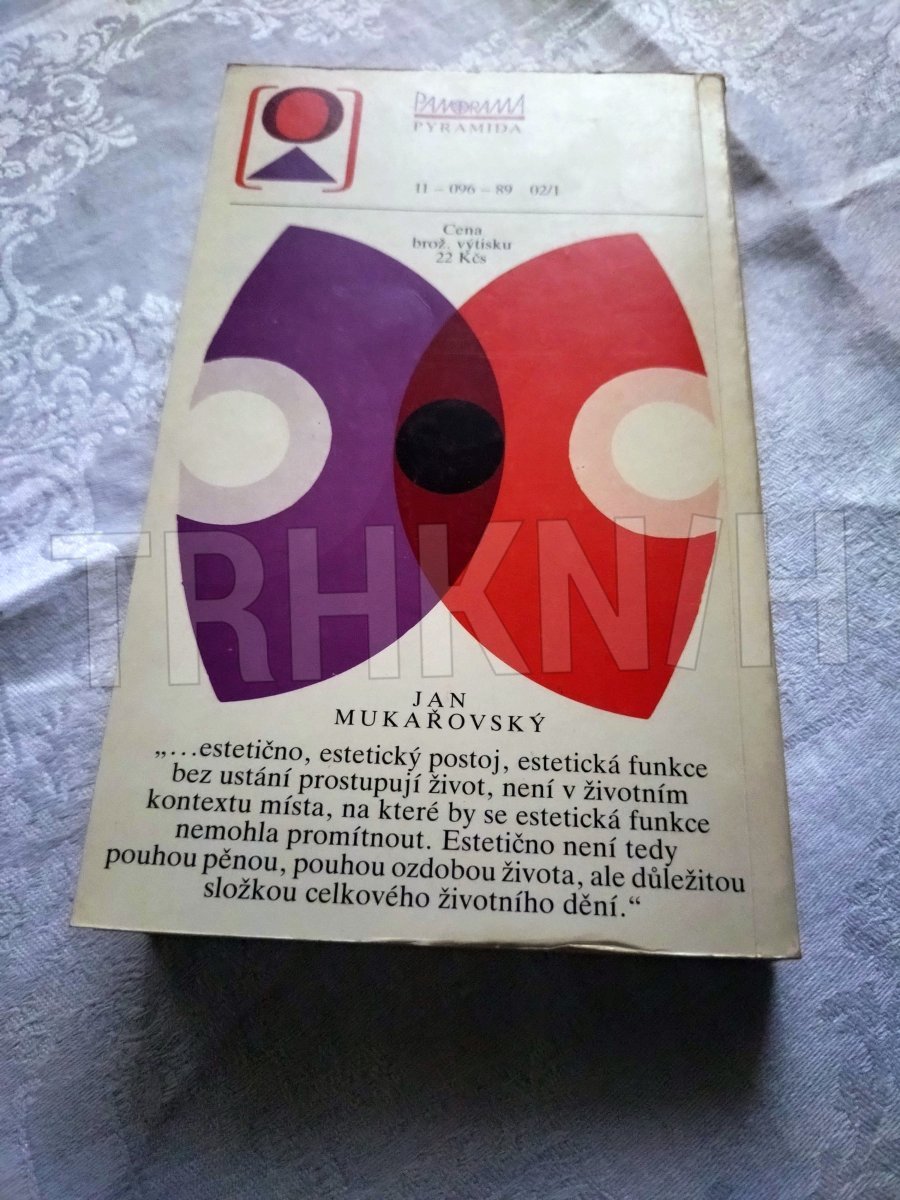 PANORAMA
PYRAMIDA
11 – 096 – 89 02/1
Cena
brož. výtisku
22 Kčs
TRHKNIH
JAN
MUKAŘOVSKÝ
„...estetično, estetický postoj, estetická funkce
bez ustání prostupují život, není v životním
kontextu místa, na které by se estetická funkce
nemohla promítnout. Estetično není tedy
pouhou pěnou, pouhou ozdobou života, ale důležitou
složkou celkového životního dění.“